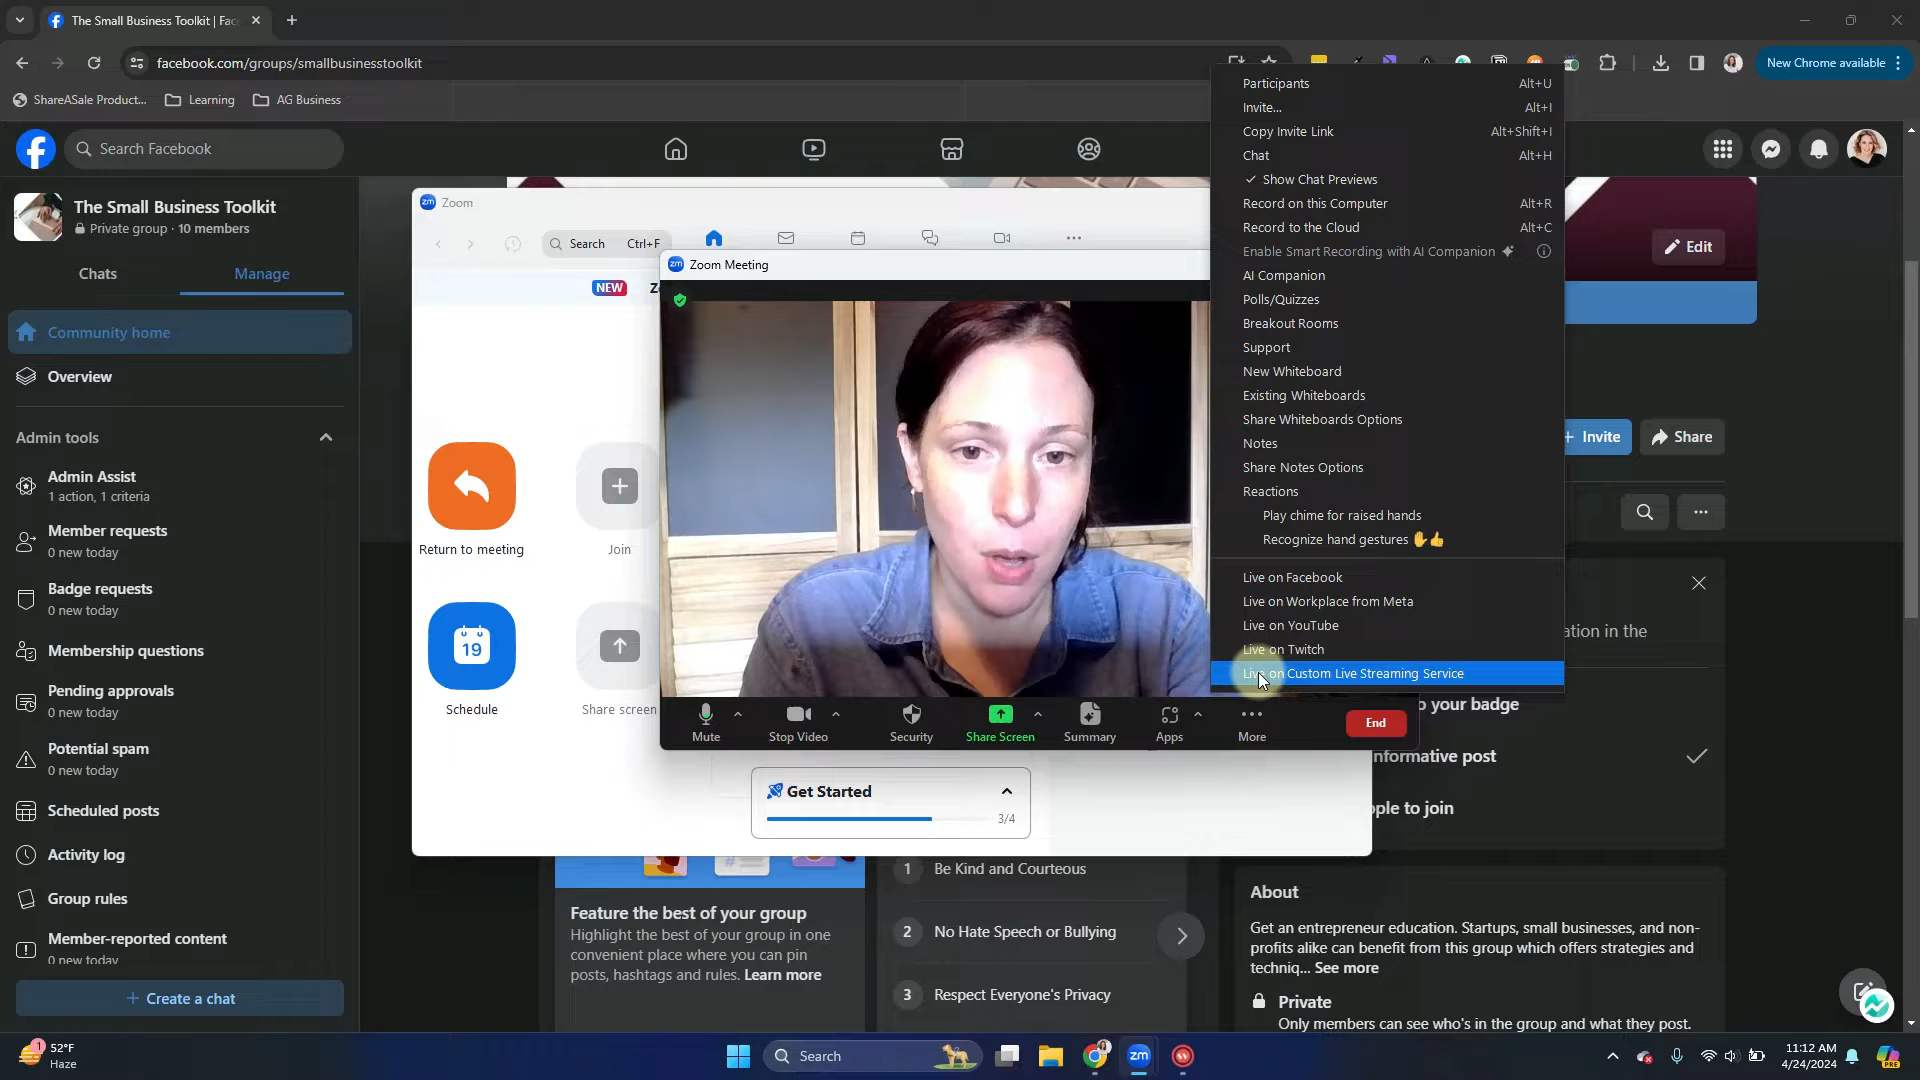 The Small Business Toolkit | Fac
facebook.com/groups/smallbusinesstoolkit
New Chrome available
ShareASale Product...
Learning
AG Business
Search Facebook
The Small Business Toolkit
Private group · 10 members
Chats
Manage
Community home
Overview
Admin tools
Admin Assist
1 action, 1 criteria
Member requests
0 new today
Badge requests
0 new today
Membership questions
Pending approvals
0 new today
Potential spam
0 new today
Scheduled posts
Activity log
Group rules
Member-reported content
0 new today
+ Create a chat
zm Zoom
Search Ctrl+F
NEW
zm Zoom Meeting
Return to meeting
Join
19
Schedule
Share screen
Mute
Stop Video
Security
Share Screen
Summary
Apps
More
End
Get Started
3/4
Participants Alt+U
Invite... Alt+I
Copy Invite Link Alt+Shift+I
Chat Alt+H
Show Chat Previews
Record on this Computer Alt+R
Record to the Cloud Alt+C
Enable Smart Recording with AI Companion
AI Companion
Polls/Quizzes
Breakout Rooms
Support
New Whiteboard
Existing Whiteboards
Share Whiteboards Options
Notes
Share Notes Options
Reactions
Play chime for raised hands
Recognize hand gestures
Live on Facebook
Live on Workplace from Meta
Live on YouTube
Live on Twitch
Live on Custom Live Streaming Service
Edit
+ Invite
Share
ation in the
o your badge
nformative post
ple to join
Feature the best of your group
Highlight the best of your group in one
convenient place where you can pin
posts, hashtags and rules. Learn more
1 Be Kind and Courteous
2 No Hate Speech or Bullying
3 Respect Everyone's Privacy
About
Get an entrepreneur education. Startups, small businesses, and non-
profits alike can benefit from this group which offers strategies and
techniq... See more
Private
Only members can see who's in the group and what they post.
1
52°F
Haze
Search
zm
11:12 AM
4/24/2024
PRE